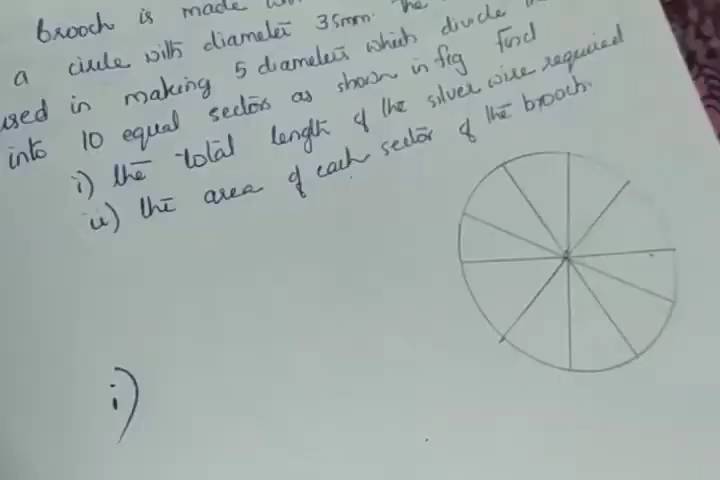 brooch is made
a circle with diameter 35mm. The
used in making 5 diameters which divide
into 10 equal sectors as shown in fig find
i) the total length of the silver wire required
ii) the area of each sector of the brooch.
i)